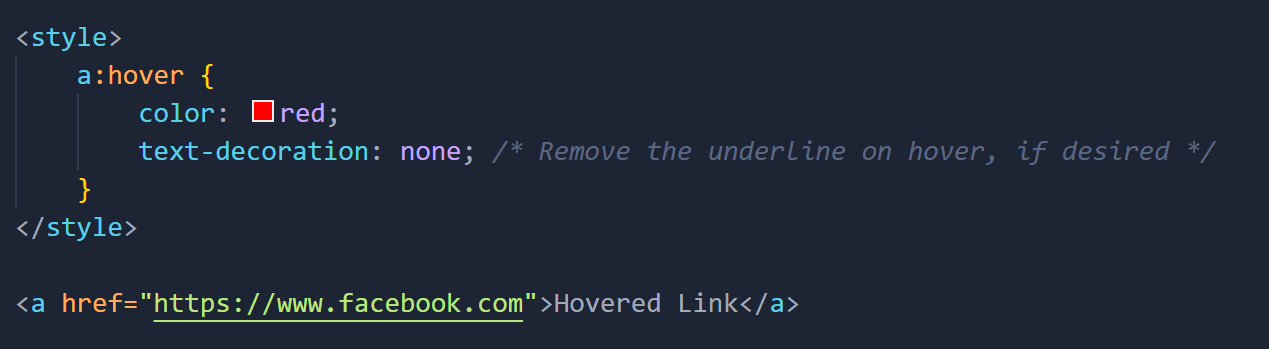 <style>
    a:hover {
        color: red;
        text-decoration: none; /* Remove the underline on hover, if desired */
    }
</style>

<a href="https://www.facebook.com">Hovered Link</a>